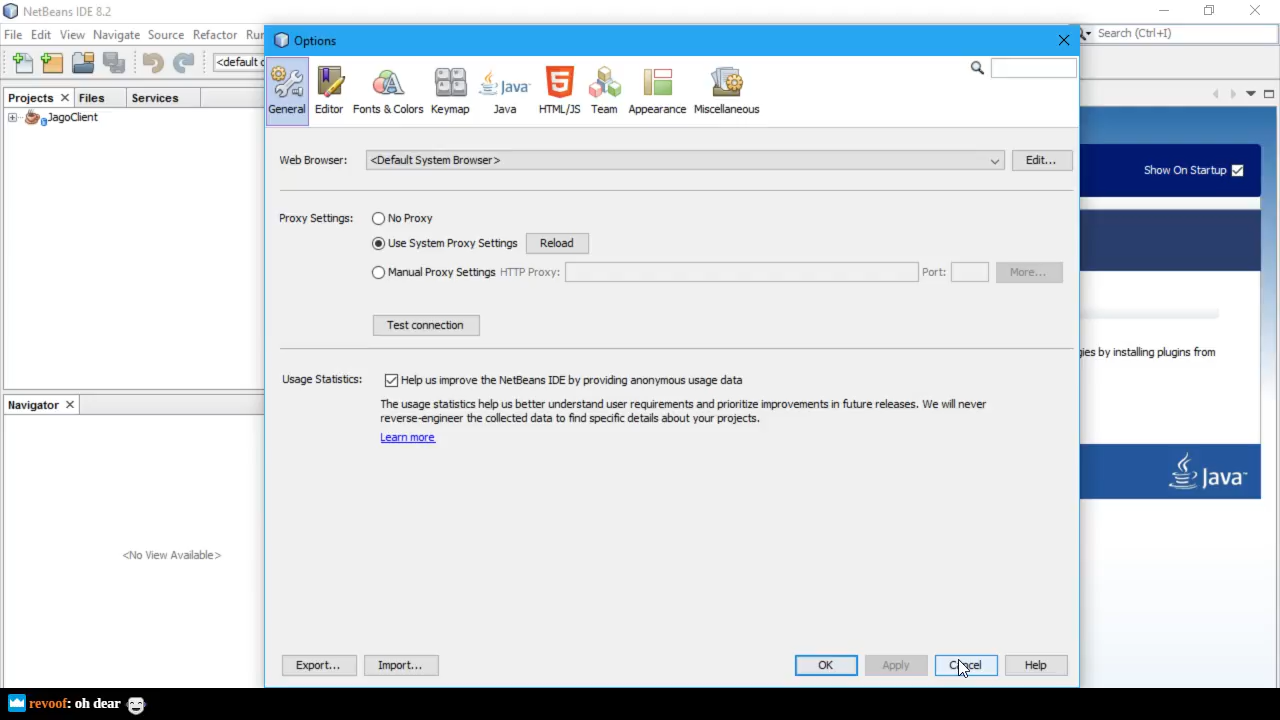 NetBeans IDE 8.2
File Edit View Navigate Source Refactor
Search (Ctrl+I)
<default
Options
General Editor Fonts & Colors Keymap Java HTML/JS Team Appearance Miscellaneous
Projects Files Services
JagoClient
Web Browser: <Default System Browser> Edit...
Show On Startup
Proxy Settings: No Proxy
Use System Proxy Settings Reload
Manual Proxy Settings HTTP Proxy: Port: More...
Test connection
by installing plugins from
Usage Statistics: Help us improve the NetBeans IDE by providing anonymous usage data
The usage statistics help us better understand user requirements and prioritize improvements in future releases. We will never
reverse-engineer the collected data to find specific details about your projects.
Learn more
Navigator
Java
<No View Available>
Export... Import... OK Apply Cancel Help
revoof: oh dear